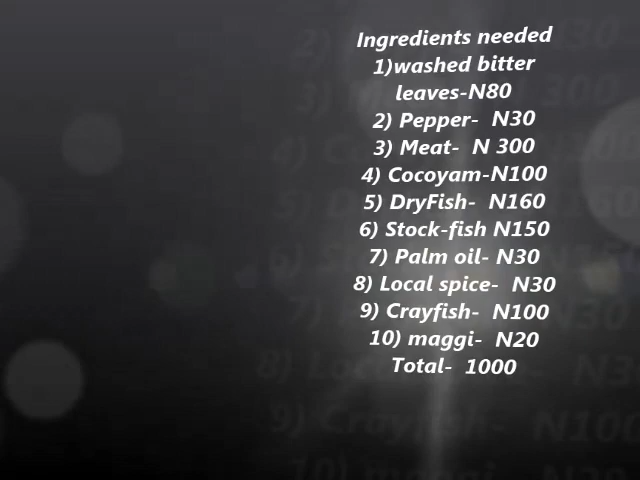 Ingredients needed
1)washed bitter
leaves-N80
2) Pepper- N30
3) Meat- N 300
4) Cocoyam-N100
5) DryFish- N160
6) Stock-fish N150
7) Palm oil- N30
8) Local spice- N30
9) Crayfish- N100
10) maggi- N20
Total- 1000